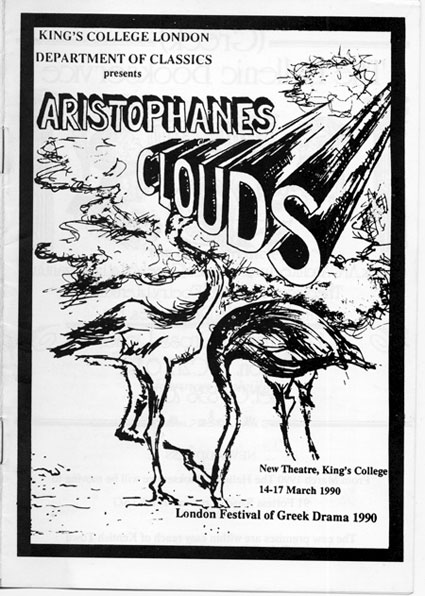 KING'S COLLEGE LONDON
DEPARTMENT OF CLASSICS
presents
ARISTOPHANES
CLOUDS
New Theatre, King's College
14-17 March 1990
London Festival of Greek Drama 1990